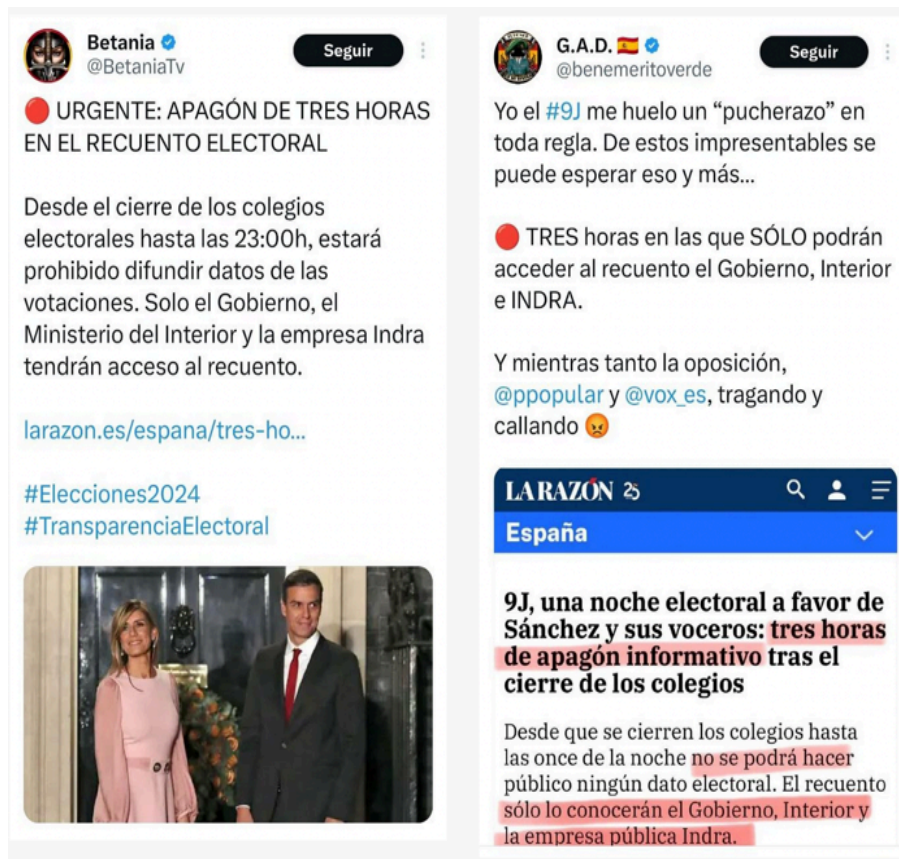 Betania
@BetaniaTv
Seguir
🔴 URGENTE: APAGÓN DE TRES HORAS
EN EL RECUENTO ELECTORAL
Desde el cierre de los colegios
electorales hasta las 23:00h, estará
prohibido difundir datos de las
votaciones. Solo el Gobierno, el
Ministerio del Interior y la empresa Indra
tendrán acceso al recuento.
larazon.es/espana/tres-ho...
#Elecciones2024
#TransparenciaElectoral
G.A.D. 🇪🇸
@benemeritoverde
Seguir
Yo el #9J me huelo un “pucherazo” en
toda regla. De estos impresentables se
puede esperar eso y más...
🔴 TRES horas en las que SÓLO podrán
acceder al recuento el Gobierno, Interior
e INDRA.
Y mientras tanto la oposición,
@ppopular y @vox_es, tragando y
callando 😡
LA RAZÓN 25
España
9J, una noche electoral a favor de
Sánchez y sus voceros: tres horas
de apagón informativo tras el
cierre de los colegios
Desde que se cierren los colegios hasta
las once de la noche no se podrá hacer
público ningún dato electoral. El recuento
sólo lo conocerán el Gobierno, Interior y
la empresa pública Indra.